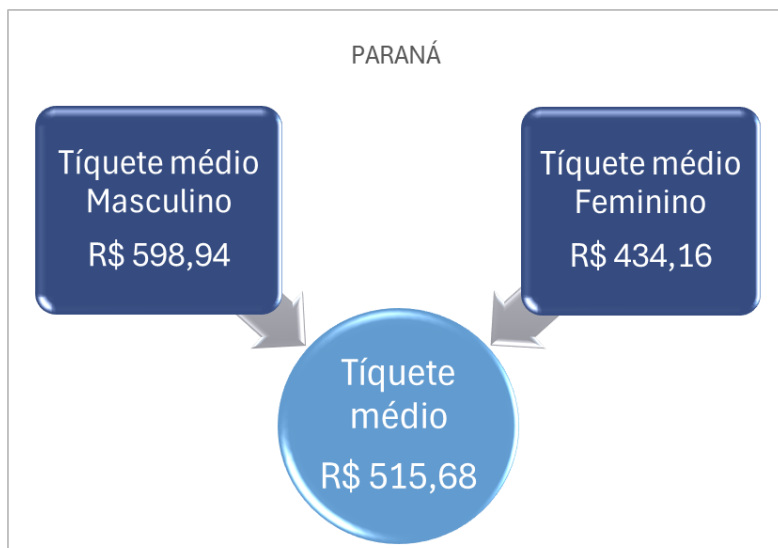 PARANÁ
Tíquete médio
Masculino
R$ 598,94
Tíquete médio
Feminino
R$ 434,16
Tíquete
médio
R$ 515,68